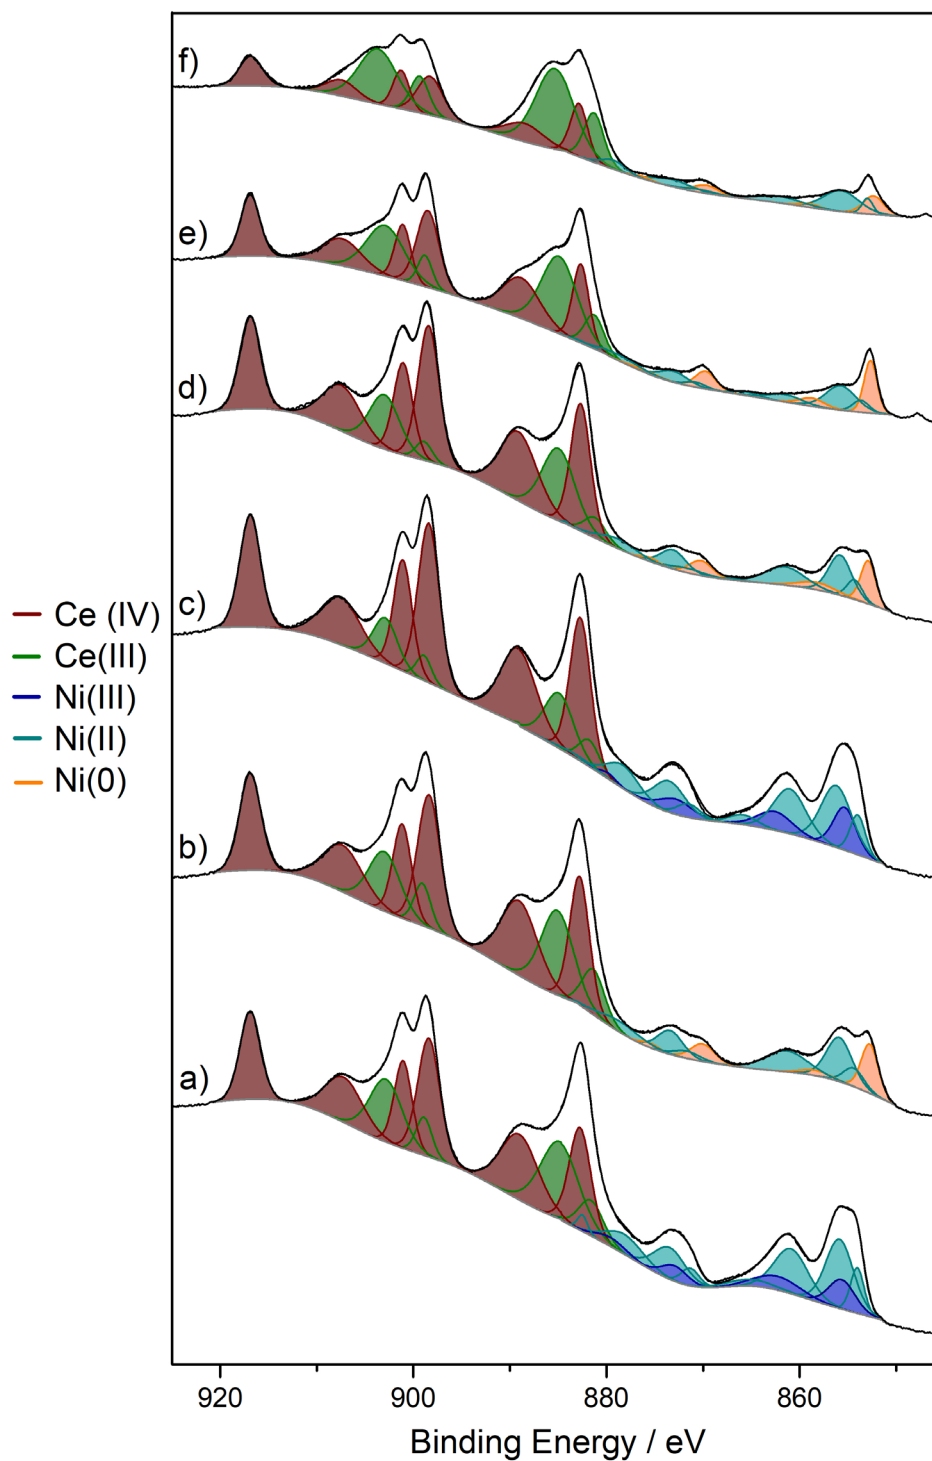 f)
e)
d)
c)
b)
a)
Ce (IV)
Ce(III)
Ni(III)
Ni(II)
Ni(0)
920 900 880 860
Binding Energy / eV